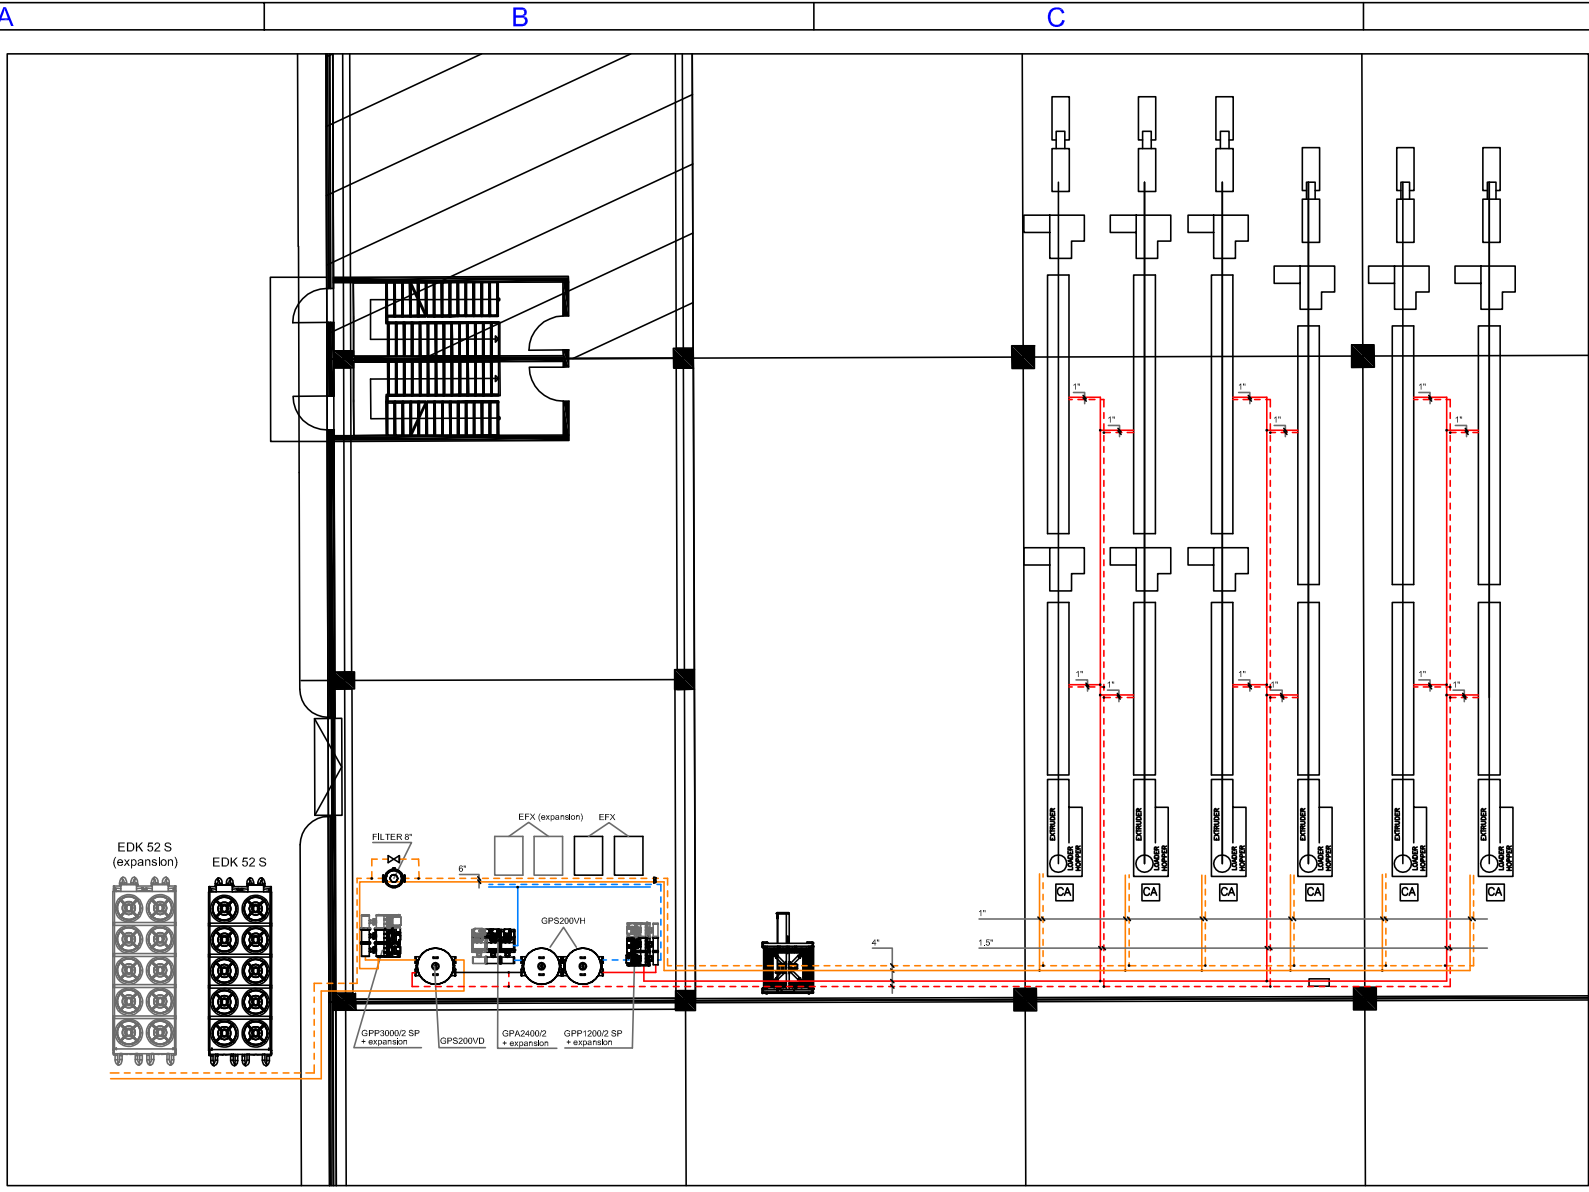 A
B
C
1"
1"
1"
1"
1"
1"
1"
1"
1"
1"
1"
1"
EXTRUDER
LOADER
HOPPER
EXTRUDER
LOADER
HOPPER
EXTRUDER
LOADER
HOPPER
EXTRUDER
LOADER
HOPPER
EXTRUDER
LOADER
HOPPER
EXTRUDER
LOADER
HOPPER
CA
CA
CA
CA
CA
CA
EFX (expansion)
EFX
FİLTER 8"
6"
EDK 52 S
(expansion)
EDK 52 S
GPS200VH
1"
4"
1.5"
GPP3000/2 SP
+ expansion
GPS200VD
GPA2400/2
+ expansion
GPP1200/2 SP
+ expansion